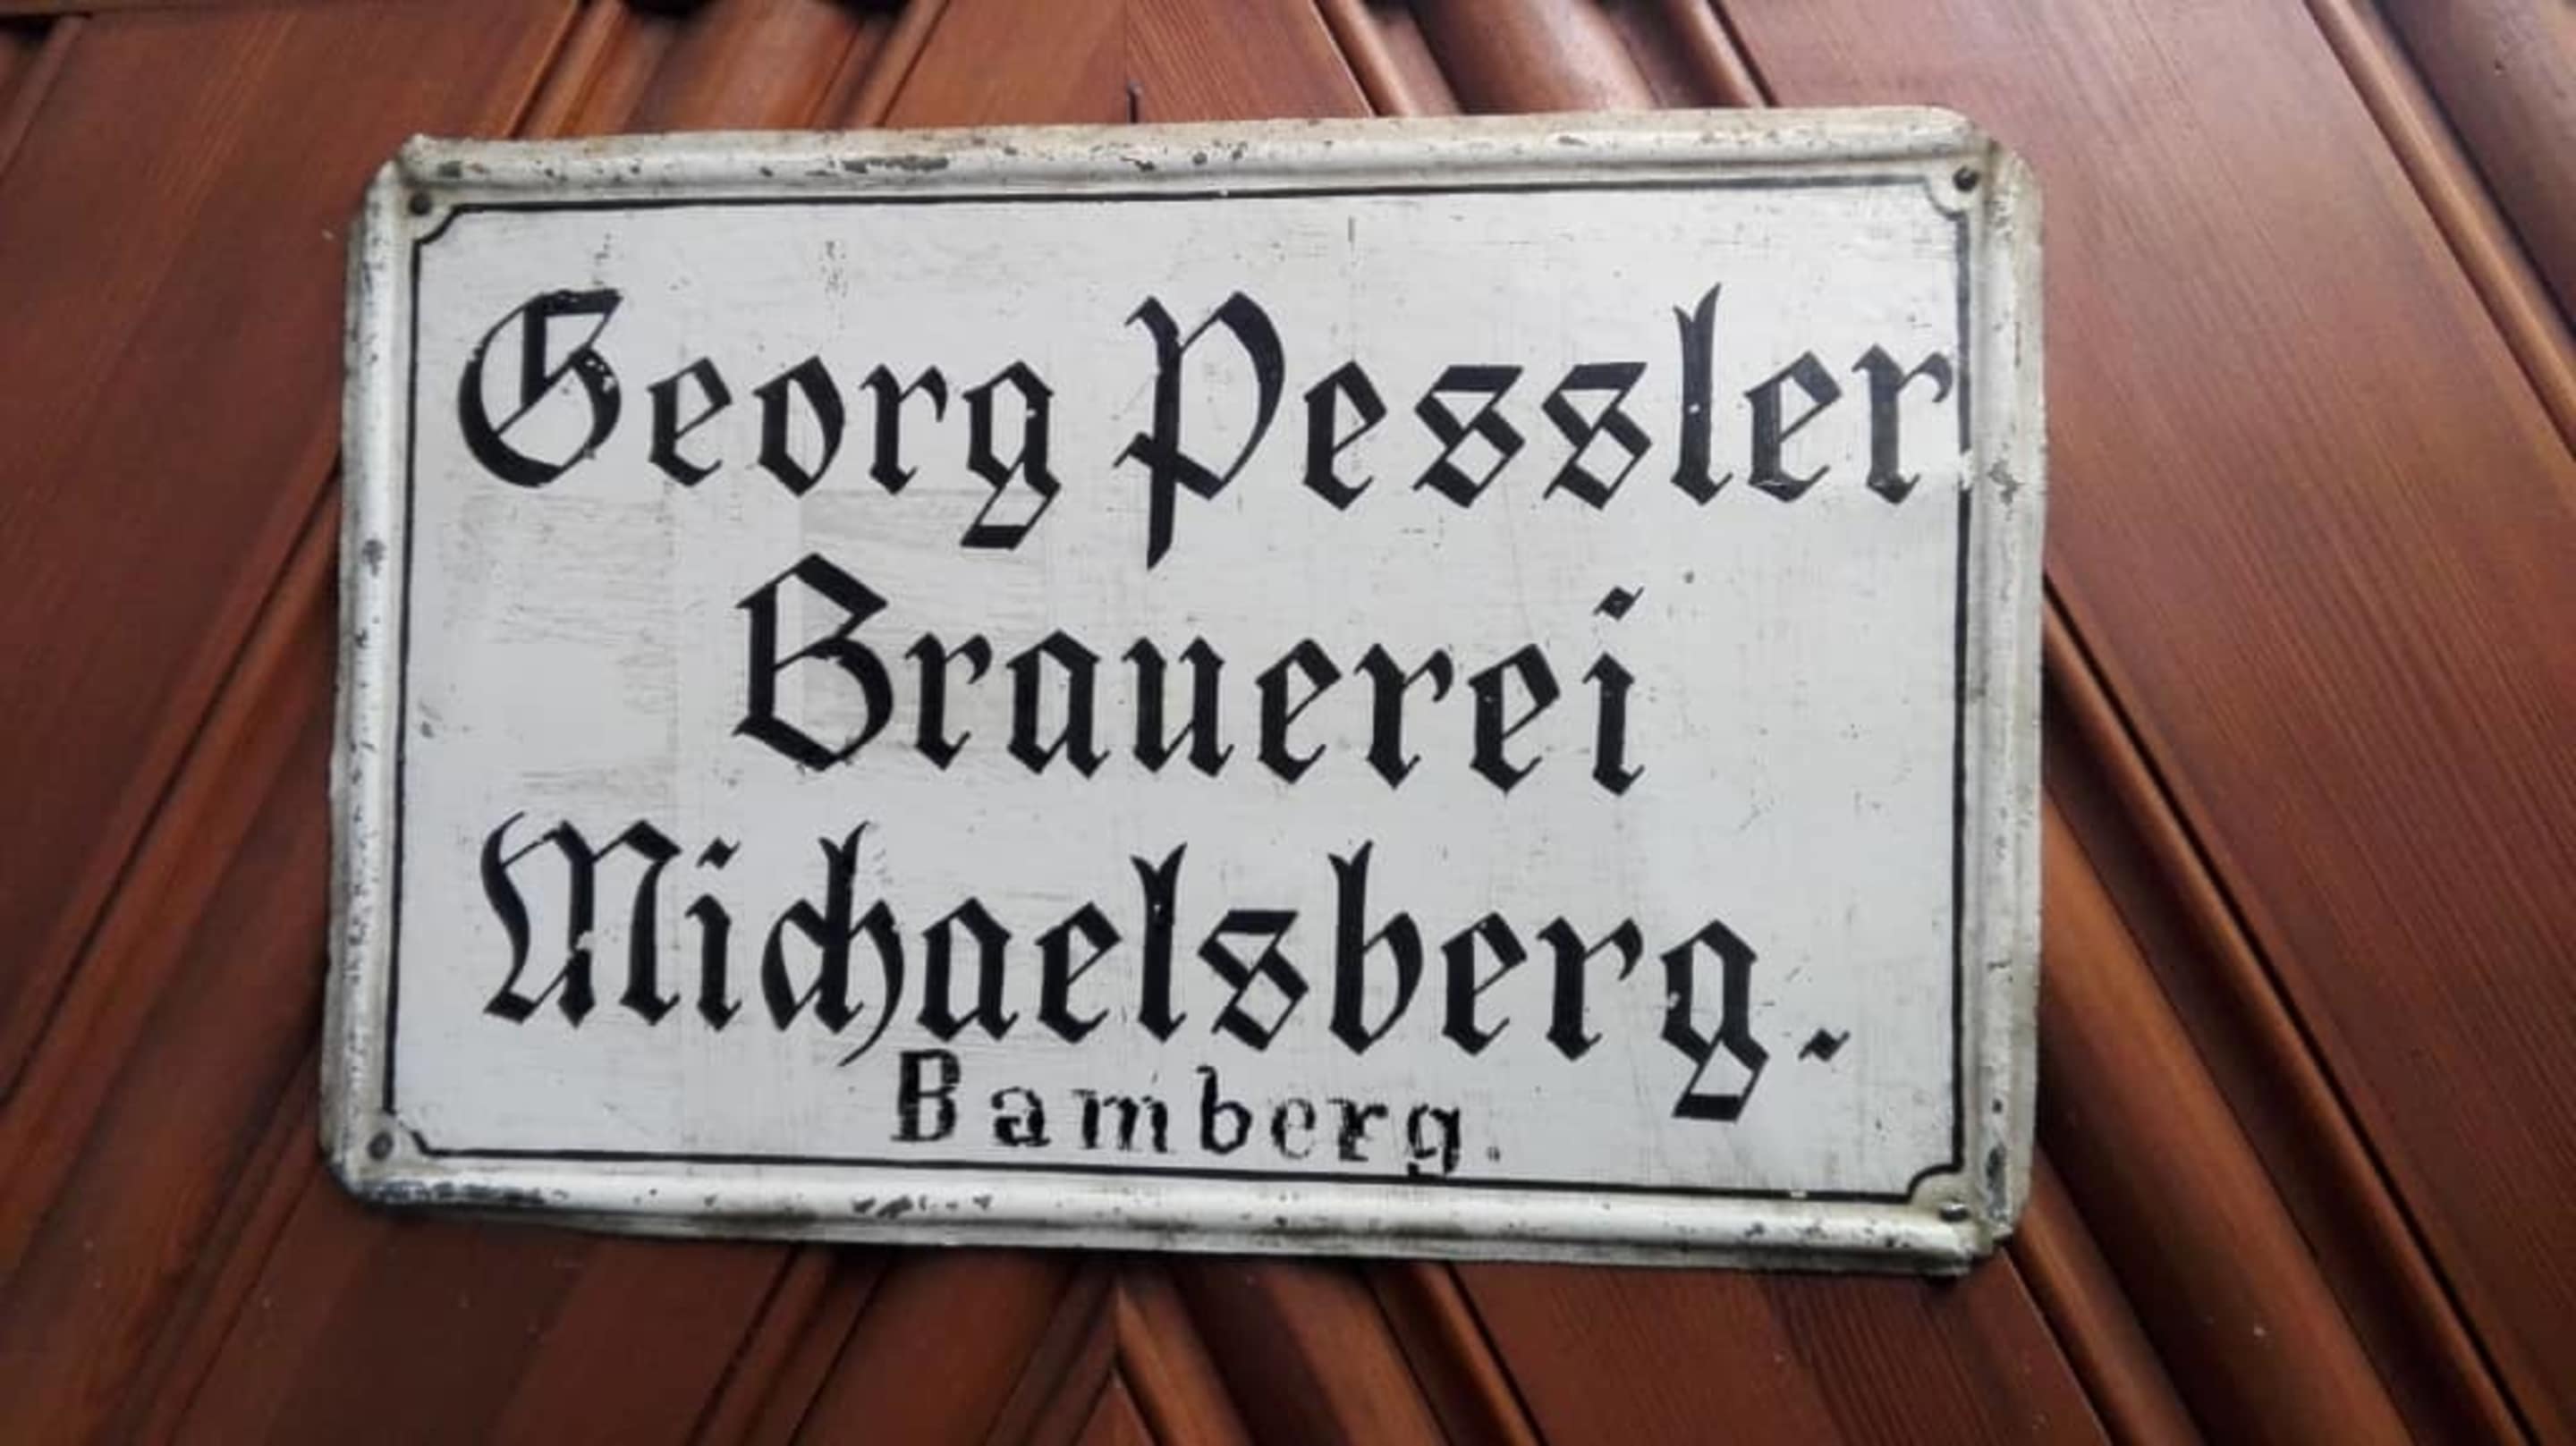 Georg Pessler
Brauerei
Michaelsberg.
Bamberg.